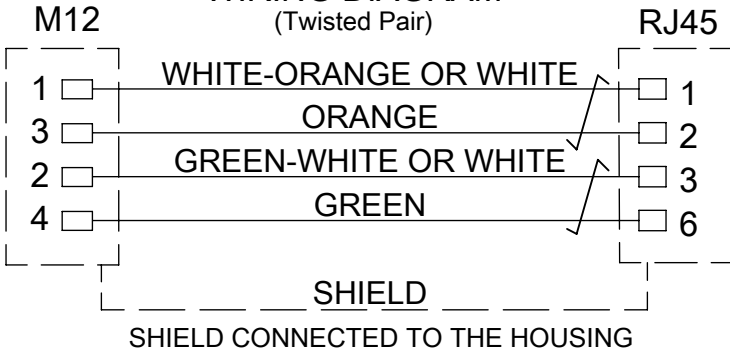 (Twisted Pair)
M12 RJ45
WHITE-ORANGE OR WHITE
1 1
ORANGE
3 2
GREEN-WHITE OR WHITE
2 3
GREEN
4 6
SHIELD
SHIELD CONNECTED TO THE HOUSING